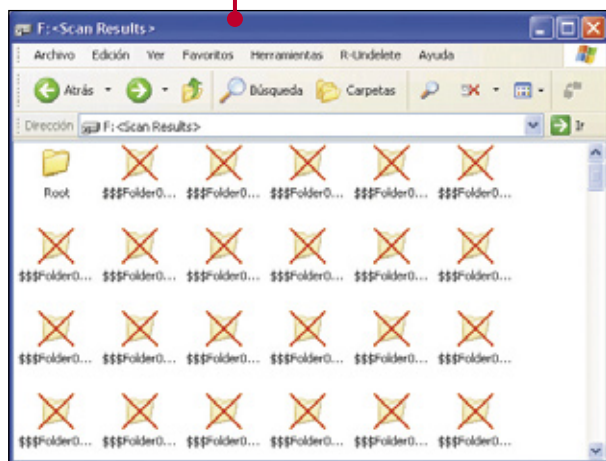 F:<Scan Results>
Archivo Edición Ver Favoritos Herramientas R-Undelete Ayuda
Atrás Búsqueda Carpetas
Dirección F:<Scan Results> Ir
Root $$$Folder0... $$$Folder0... $$$Folder0... $$$Folder0... $$$Folder0...
$$$Folder0... $$$Folder0... $$$Folder0... $$$Folder0... $$$Folder0... $$$Folder0...
$$$Folder0... $$$Folder0... $$$Folder0... $$$Folder0... $$$Folder0... $$$Folder0...
$$$Folder0... $$$Folder0... $$$Folder0... $$$Folder0... $$$Folder0... $$$Folder0...